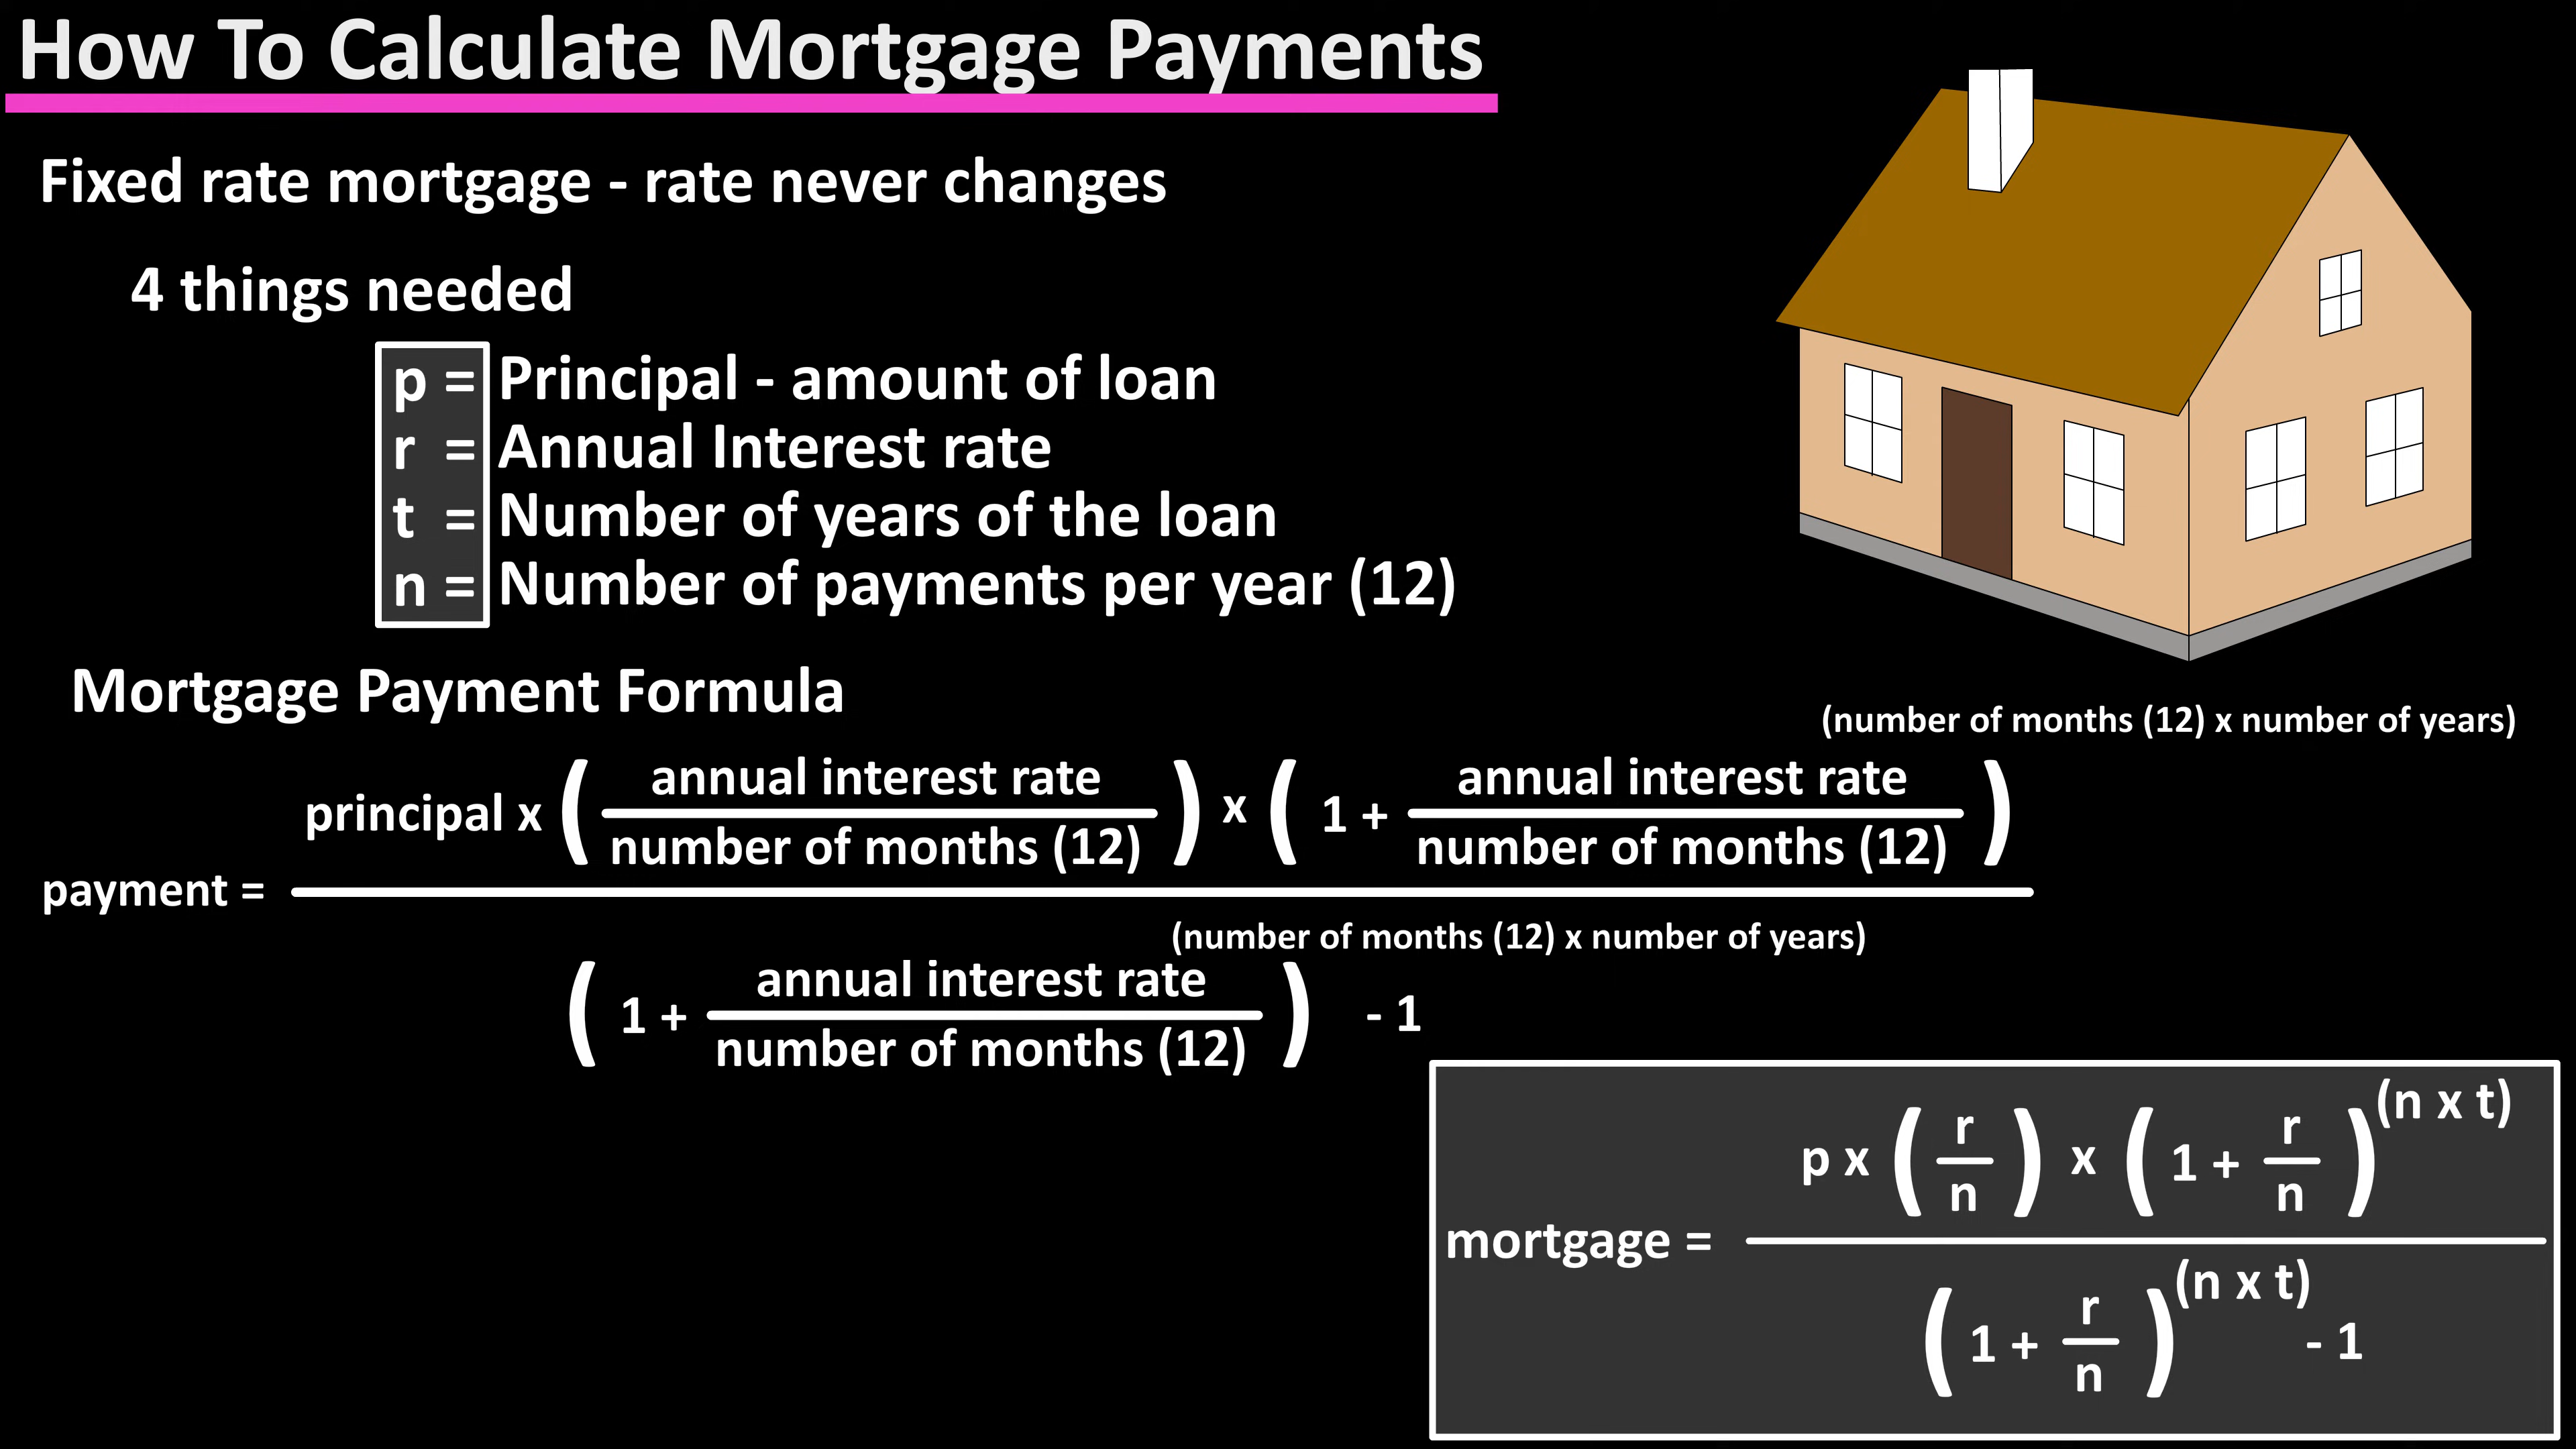 How To Calculate Mortgage Payments
Fixed rate mortgage - rate never changes
4 things needed
p = Principal - amount of loan
r = Annual Interest rate
t = Number of years of the loan
n = Number of payments per year (12)
Mortgage Payment Formula
(number of months (12) x number of years)
annual interest rate
annual interest rate
principal x ( ) x ( 1 + )
number of months (12)
number of months (12)
payment =
(number of months (12) x number of years)
annual interest rate
( 1 + ) - 1
number of months (12)
(n x t)
r
r
p x ( ) x ( 1 + )
n
n
mortgage =
(n x t)
r
( 1 + ) - 1
n